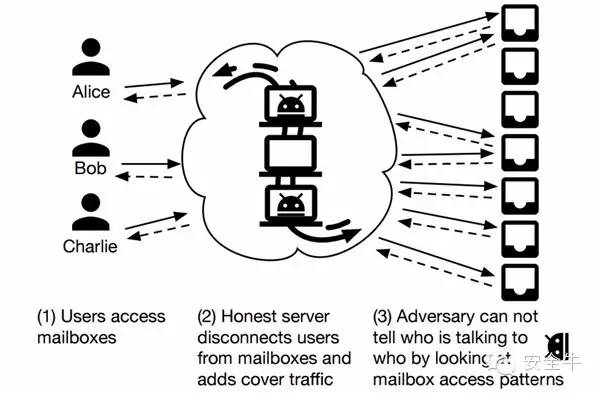 Alice
Bob
Charlie
(1) Users access
mailboxes
(2) Honest server
disconnects users
from mailboxes and
adds cover traffic
(3) Adversary can not
tell who is talking to
who by looking at
mailbox access patterns
安全牛